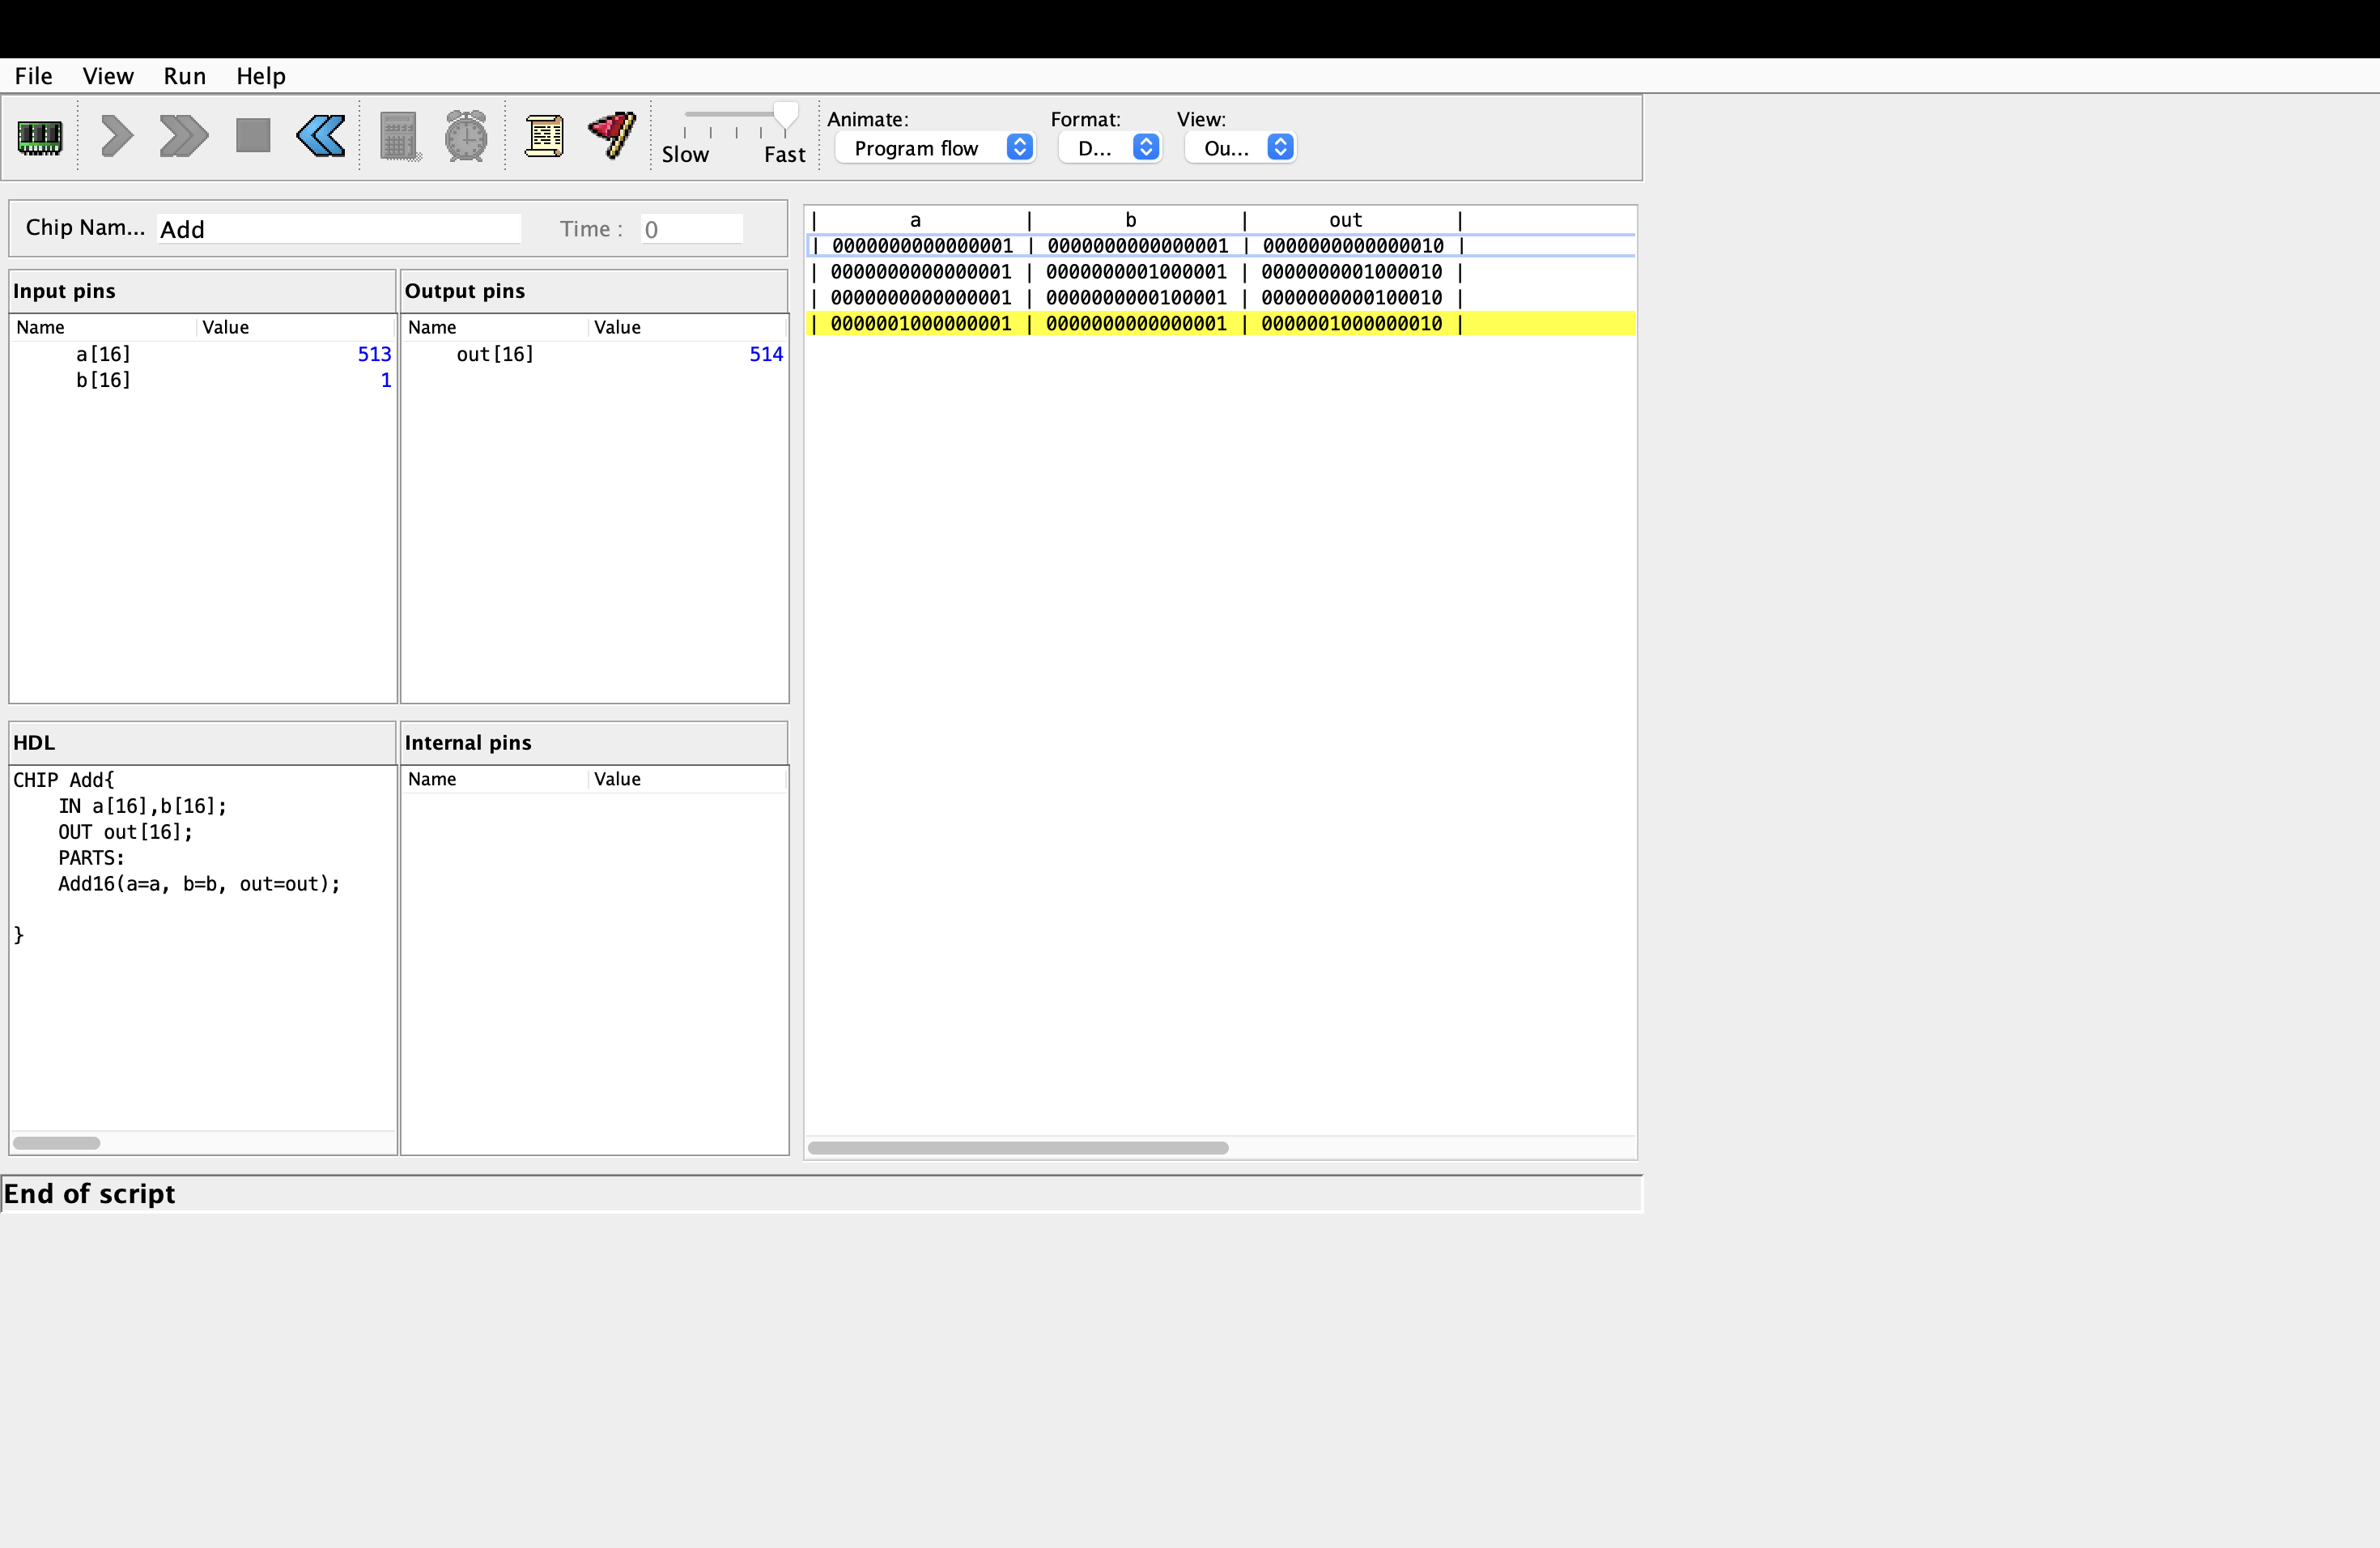 File View Run Help
Slow Fast
Animate: Format: View:
Program flow D... Ou...
Chip Nam... Add Time : 0
Input pins
Name Value
a[16] 513
b[16] 1
Output pins
Name Value
out[16] 514
HDL
CHIP Add{
    IN a[16],b[16];
    OUT out[16];
    PARTS:
    Add16(a=a, b=b, out=out);
}
Internal pins
Name Value
| a | b | out |
| 0000000000000001 | 0000000000000001 | 0000000000000010 |
| 0000000000000001 | 0000000001000001 | 0000000001000010 |
| 0000000000000001 | 0000000000100001 | 0000000000100010 |
| 0000001000000001 | 0000000000000001 | 0000001000000010 |
End of script